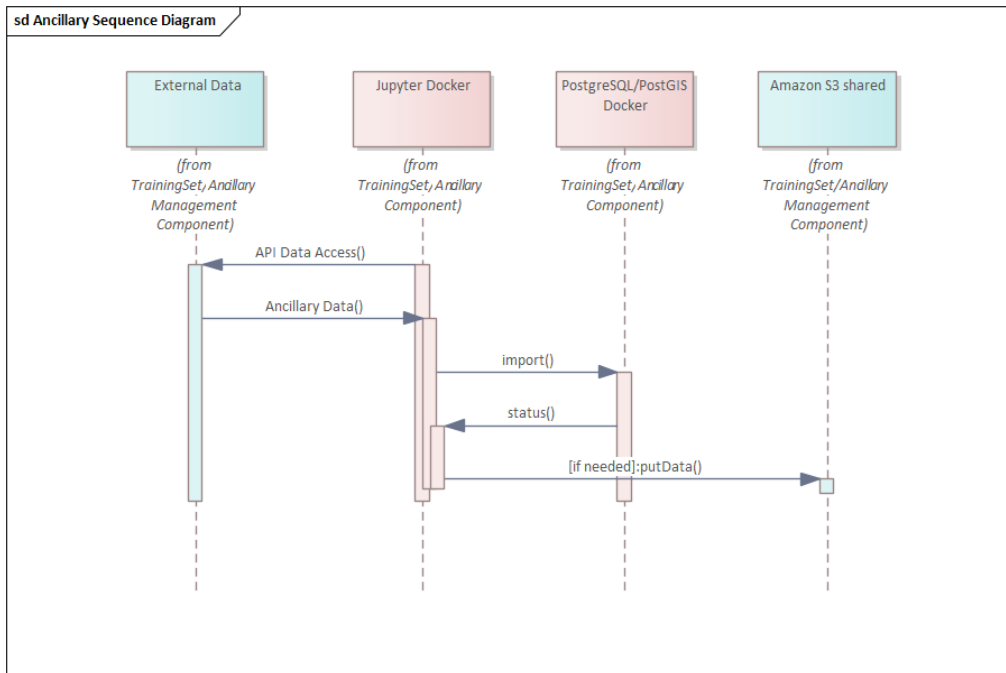 sd Ancillary Sequence Diagram
External Data
Jupyter Docker
PostgreSQL/PostGIS
Docker
Amazon S3 shared
(from
TrainingSet/Ancillary
Management
Component)
(from
TrainingSet/Ancillary
Component)
(from
TrainingSet/Ancillary
Component)
(from
TrainingSet/Ancillary
Management
Component)
API Data Access()
Ancillary Data()
import()
status()
[if needed]:putData()